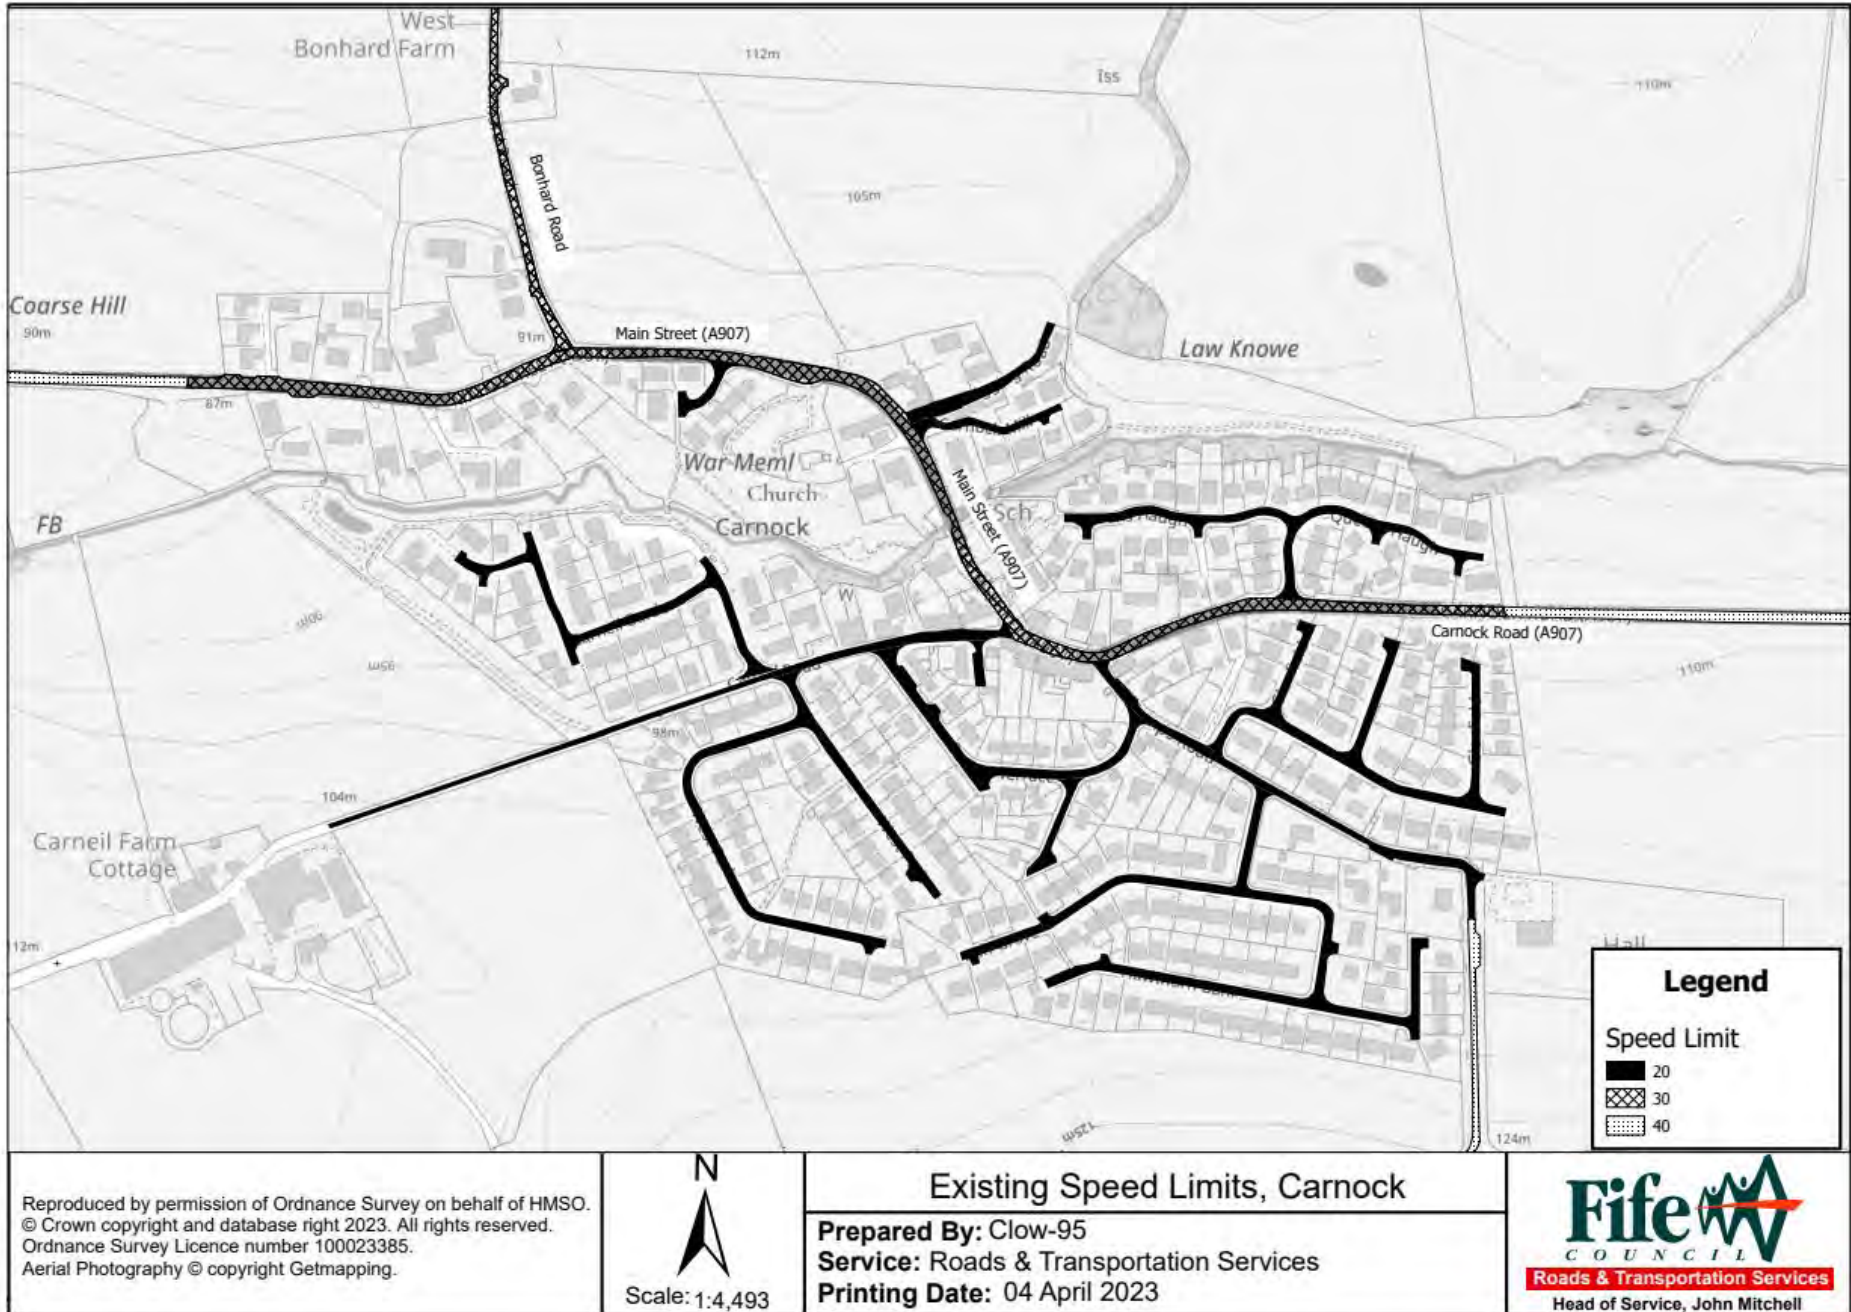 West
Bonhard Farm
112m
Iss
110m
Bonhard Road
105m
Coarse Hill
90m
91m
Main Street (A907)
Law Knowe
87m
War Meml
Church
Carnock
FB
Main Street (A907)
Sch
W
90m
95m
Carnock Road (A907)
110m
98m
104m
Carneil Farm
Cottage
112m
Hall
125m
124m
Legend
Speed Limit
20
30
40
Reproduced by permission of Ordnance Survey on behalf of HMSO.
© Crown copyright and database right 2023. All rights reserved.
Ordnance Survey Licence number 100023385.
Aerial Photography © copyright Getmapping.
N
Scale: 1:4,493
Existing Speed Limits, Carnock
Prepared By: Clow-95
Service: Roads & Transportation Services
Printing Date: 04 April 2023
Fife
COUNCIL
Roads & Transportation Services
Head of Service, John Mitchell